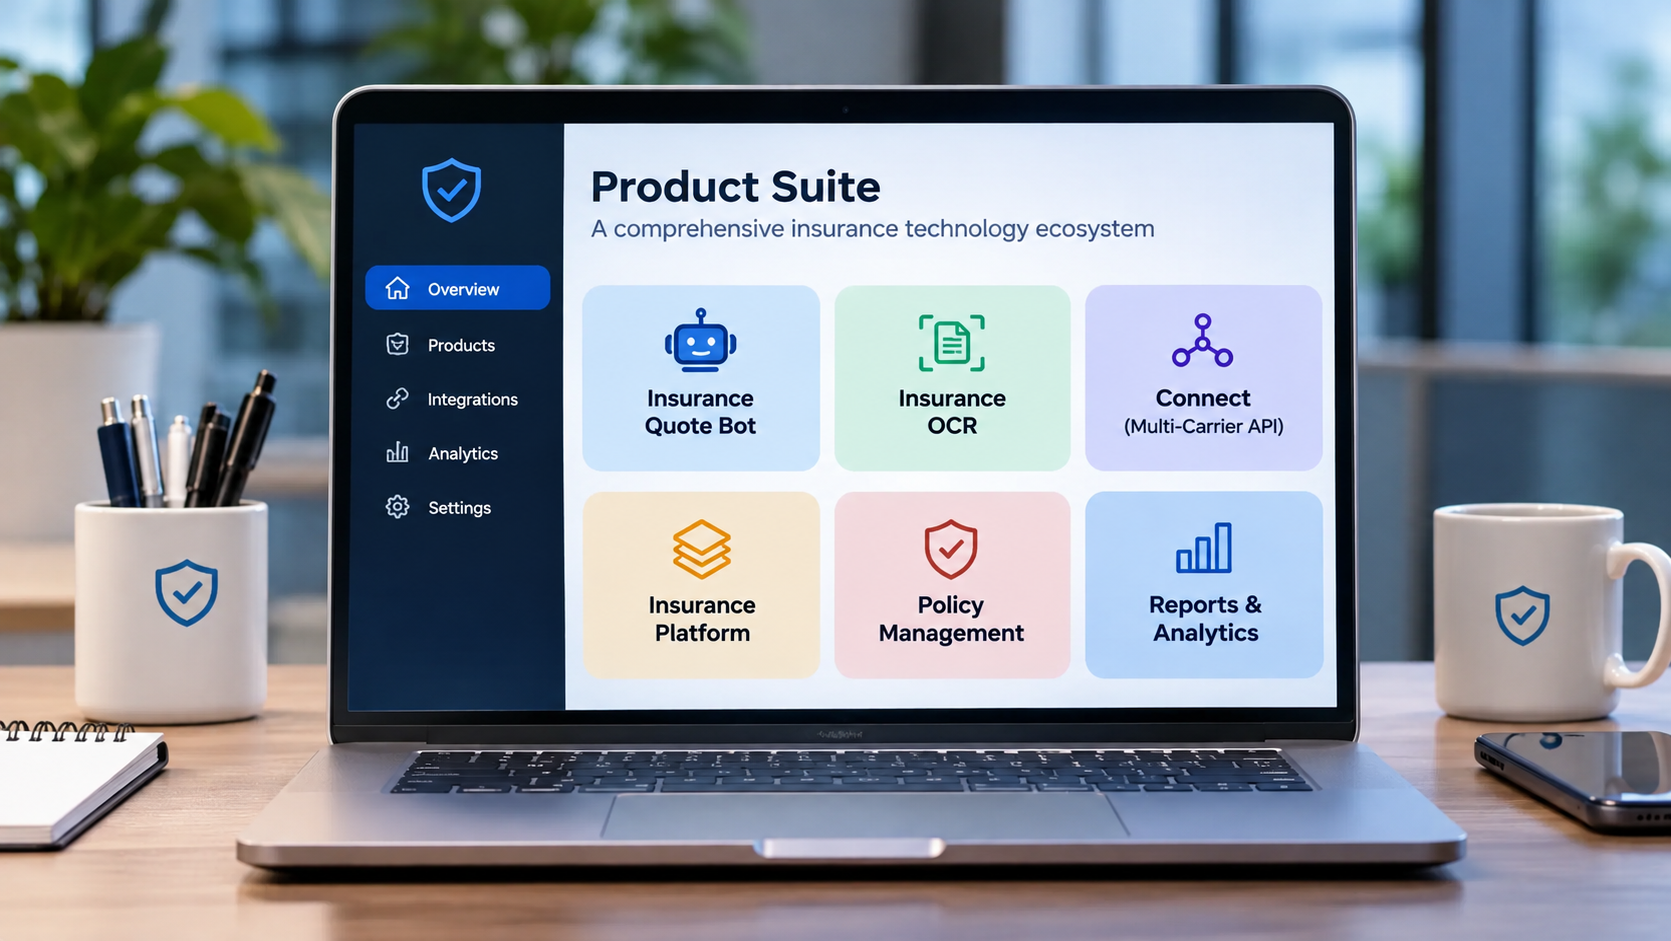 Product Suite
A comprehensive insurance technology ecosystem
Overview
Products
Integrations
Analytics
Settings
Insurance
Quote Bot
Insurance
OCR
Connect
(Multi-Carrier API)
Insurance
Platform
Policy
Management
Reports &
Analytics